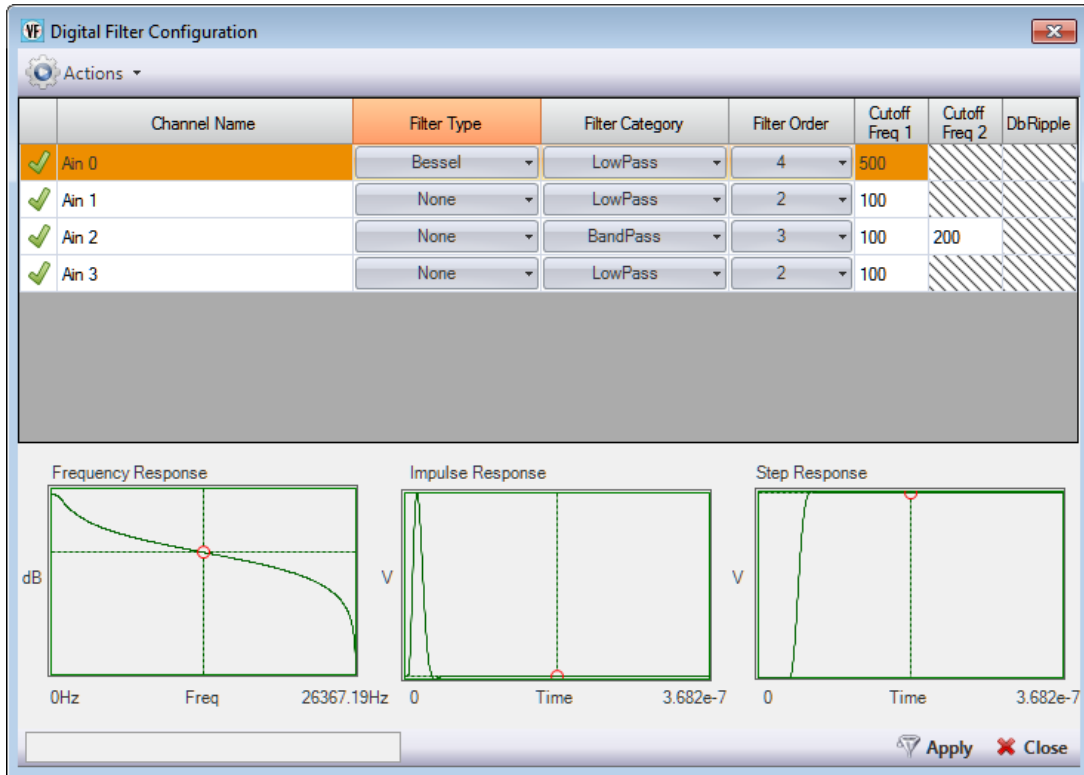 VF Digital Filter Configuration
Actions
Channel Name Filter Type Filter Category Filter Order Cutoff Freq 1 Cutoff Freq 2 DbRipple
Ain 0 Bessel LowPass 4 500
Ain 1 None LowPass 2 100
Ain 2 None BandPass 3 100 200
Ain 3 None LowPass 2 100
Frequency Response Impulse Response Step Response
dB V V
0Hz Freq 26367.19Hz 0 Time 3.682e-7 0 Time 3.682e-7
Apply Close